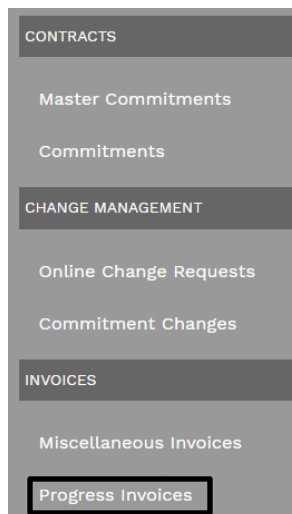 CONTRACTS
Master Commitments
Commitments
CHANGE MANAGEMENT
Online Change Requests
Commitment Changes
INVOICES
Miscellaneous Invoices
Progress Invoices